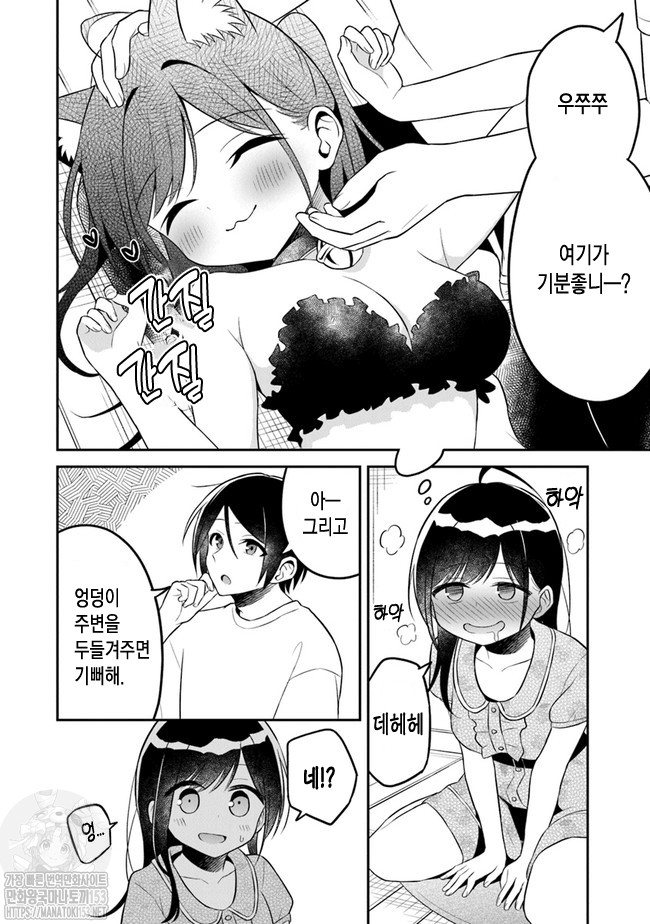 우쭈쭈
여기가
기분좋니—?
간질
간질
하악
하악
데헤헤
아—
그리고
엉덩이
주변을
두들겨주면
기뻐해.
네!?
엉...
가장 빠른 번역만화사이트
만화왕국마나토끼153
HTTPS://MANATOKI153.NET